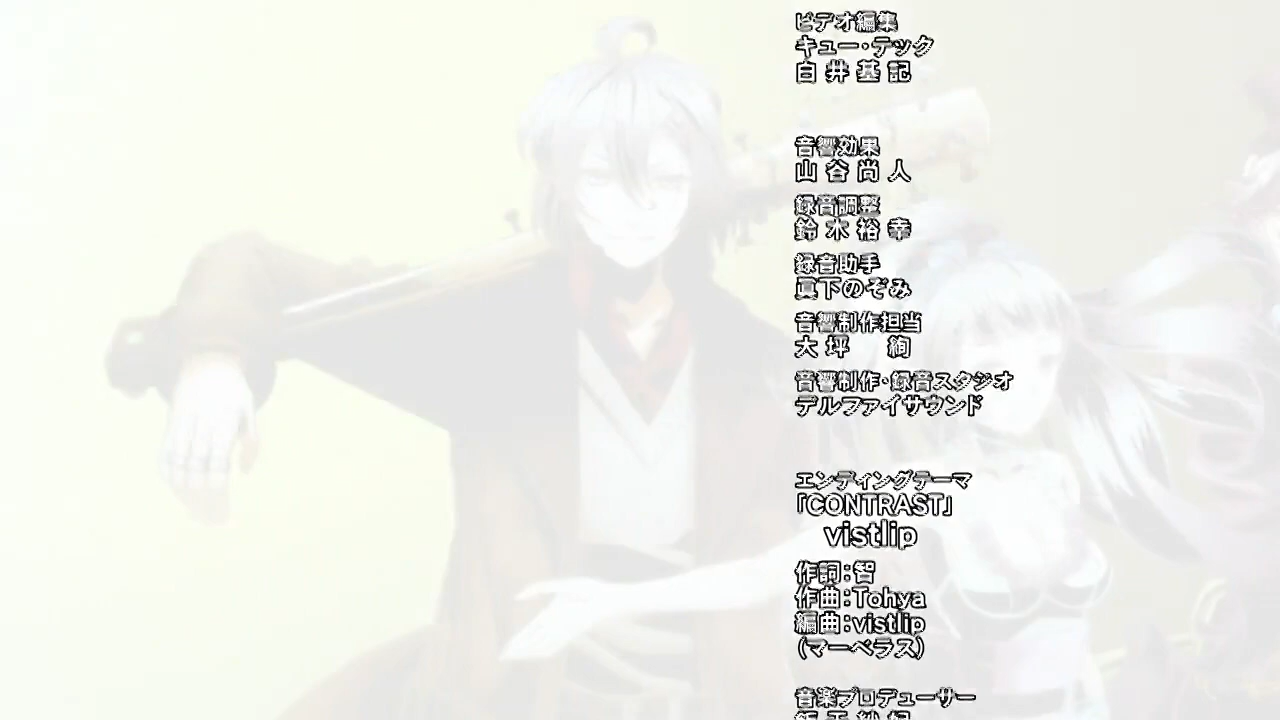 ビデオ編集
キュー・テック
白井基記
音響効果
山谷尚人
録音調整
鈴木裕幸
録音助手
眞下のぞみ
音響制作担当
大坪 絢
音響制作・録音スタジオ
デルファイサウンド
エンディングテーマ
「CONTRAST」
vistlip
作詞:智
作曲:Tohya
編曲:vistlip
(マーベラス)
音楽プロデューサー